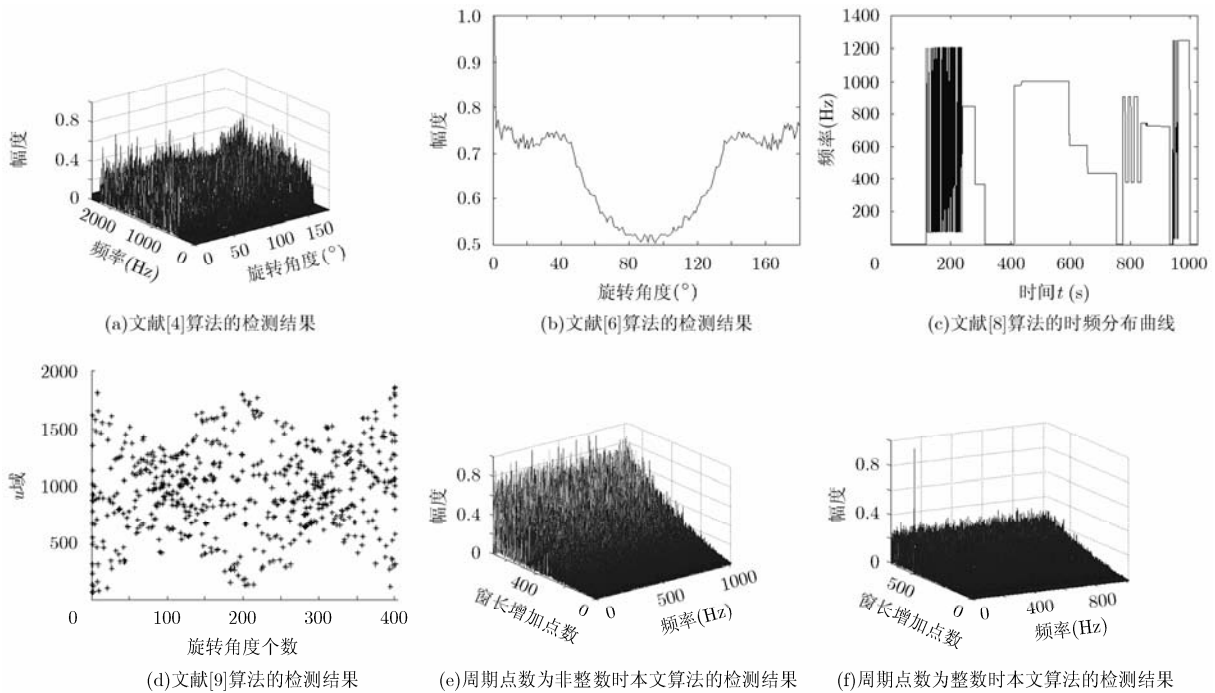 幅度
0.8
0.4
0
2000
1000
0
频率(Hz)
0
50
100
150
旋转角度(°)
(a)文献[4]算法的检测结果
幅度
1.0
0.9
0.8
0.7
0.6
0.5
0
40
80
120
160
旋转角度(°)
(b)文献[6]算法的检测结果
频率(Hz)
1400
1200
1000
800
600
400
200
0
200
400
600
800
1000
时间t (s)
(c)文献[8]算法的时频分布曲线
u域
2000
1500
1000
500
0
100
200
300
400
旋转角度个数
(d)文献[9]算法的检测结果
幅度
0.8
0.4
0
400
0
窗长增加点数
0
500
1000
频率(Hz)
(e)周期点数为非整数时本文算法的检测结果
幅度
0.8
0.4
0
500
0
窗长增加点数
0
400
800
频率(Hz)
(f)周期点数为整数时本文算法的检测结果